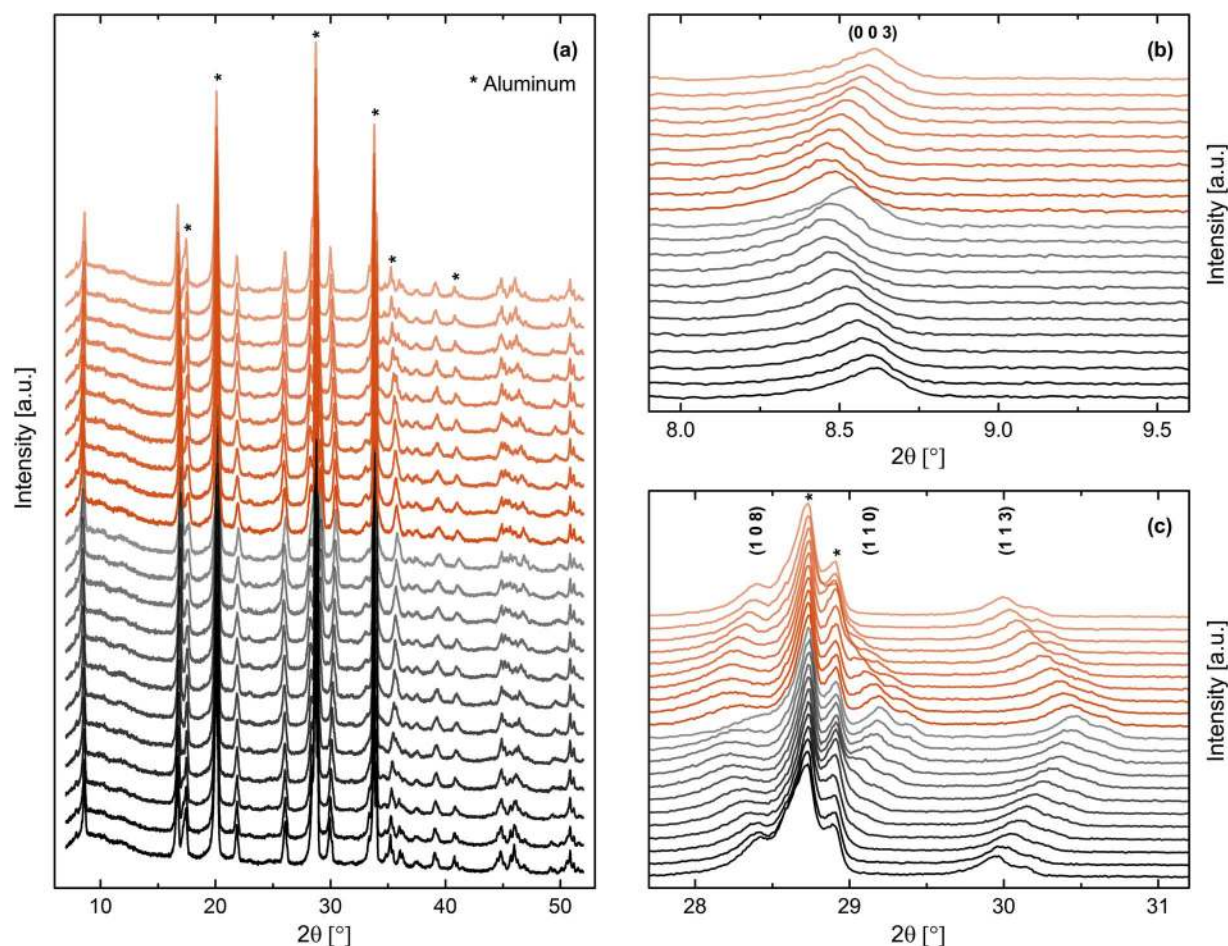 (a)
* Aluminum
*
*
*
*
*
*
Intensity [a.u.]
10 20 30 40 50
2θ [°]
(0 0 3)
(b)
Intensity [a.u.]
8.0 8.5 9.0 9.5
2θ [°]
(1 0 8)
*
*
(1 1 0)
(1 1 3)
(c)
Intensity [a.u.]
28 29 30 31
2θ [°]